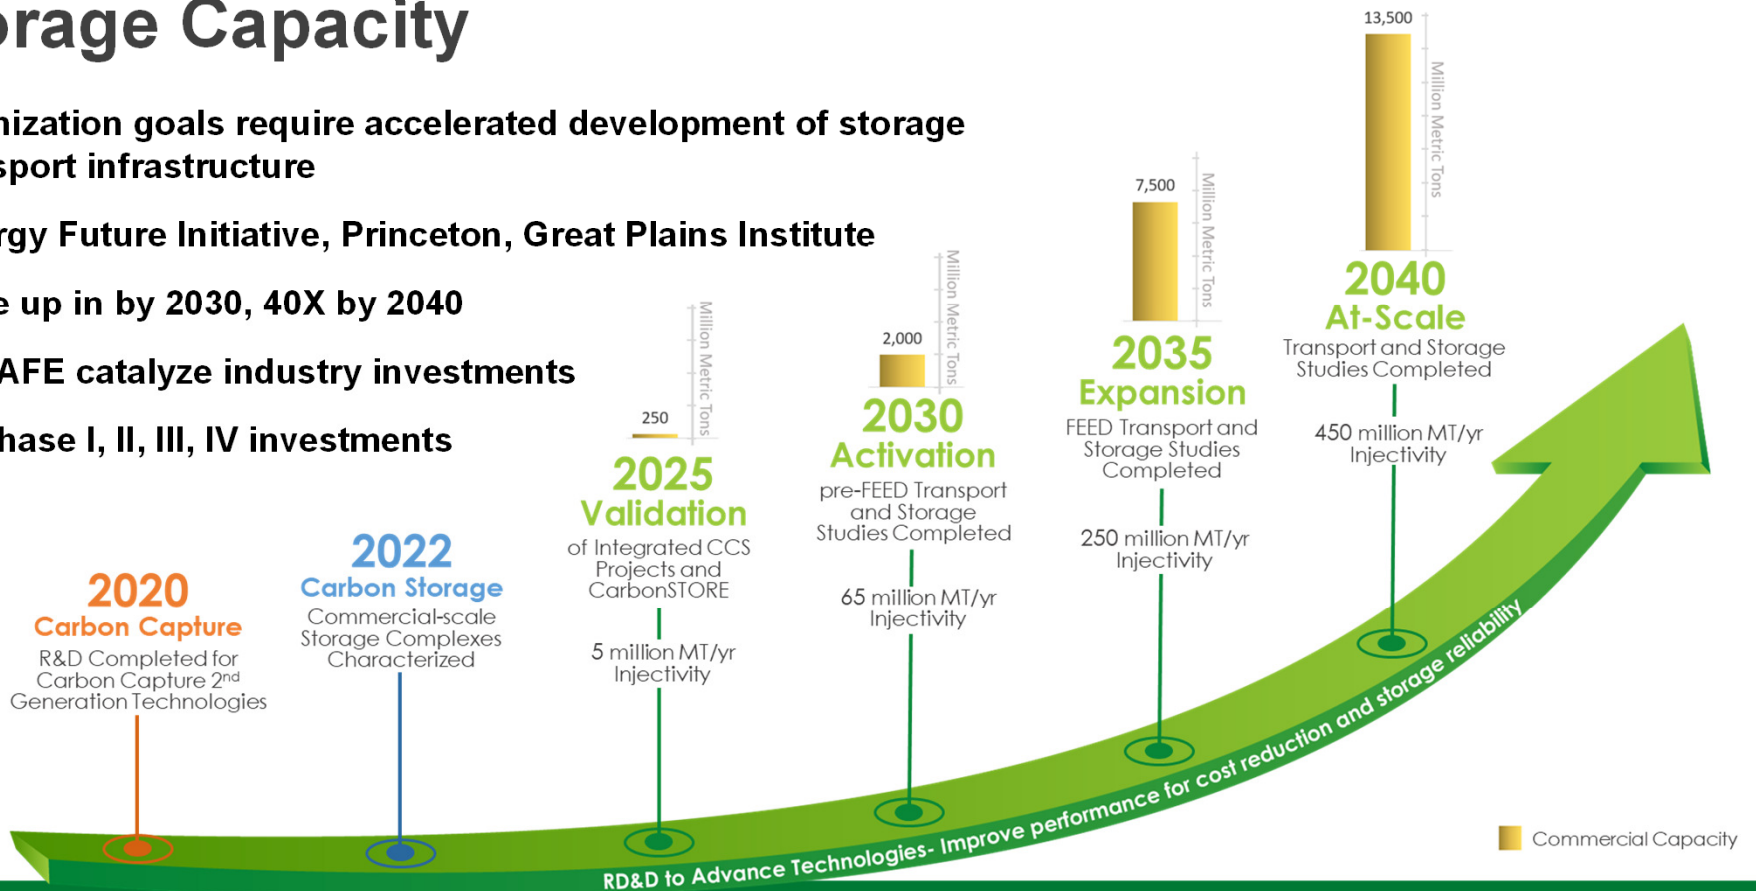 orage Capacity
nization goals require accelerated development of storage
sport infrastructure
rgy Future Initiative, Princeton, Great Plains Institute
e up in by 2030, 40X by 2040
AFE catalyze industry investments
hase I, II, III, IV investments
2020
Carbon Capture
R&D Completed for
Carbon Capture 2nd
Generation Technologies
2022
Carbon Storage
Commercial-scale
Storage Complexes
Characterized
250
Million Metric Tons
2025
Validation
of Integrated CCS
Projects and
CarbonSTORE
5 million MT/yr
Injectivity
2,000
Million Metric Tons
2030
Activation
pre-FEED Transport
and Storage
Studies Completed
65 million MT/yr
Injectivity
7,500
Million Metric Tons
2035
Expansion
FEED Transport and
Storage Studies
Completed
250 million MT/yr
Injectivity
13,500
Million Metric Tons
2040
At-Scale
Transport and Storage
Studies Completed
450 million MT/yr
Injectivity
RD&D to Advance Technologies- Improve performance for cost reduction and storage reliability
Commercial Capacity